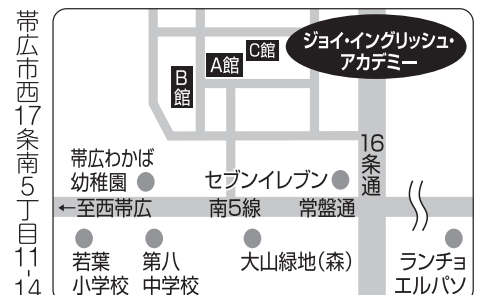 帯広市西17条南5丁目11-14
ジョイ・イングリッシュ・
アカデミー
C館
A館
B館
16条通
帯広わかば
幼稚園
セブンイレブン
←至西帯広
南5線
常盤通
若葉
小学校
第八
中学校
大山緑地(森)
ランチョ
エルパソ